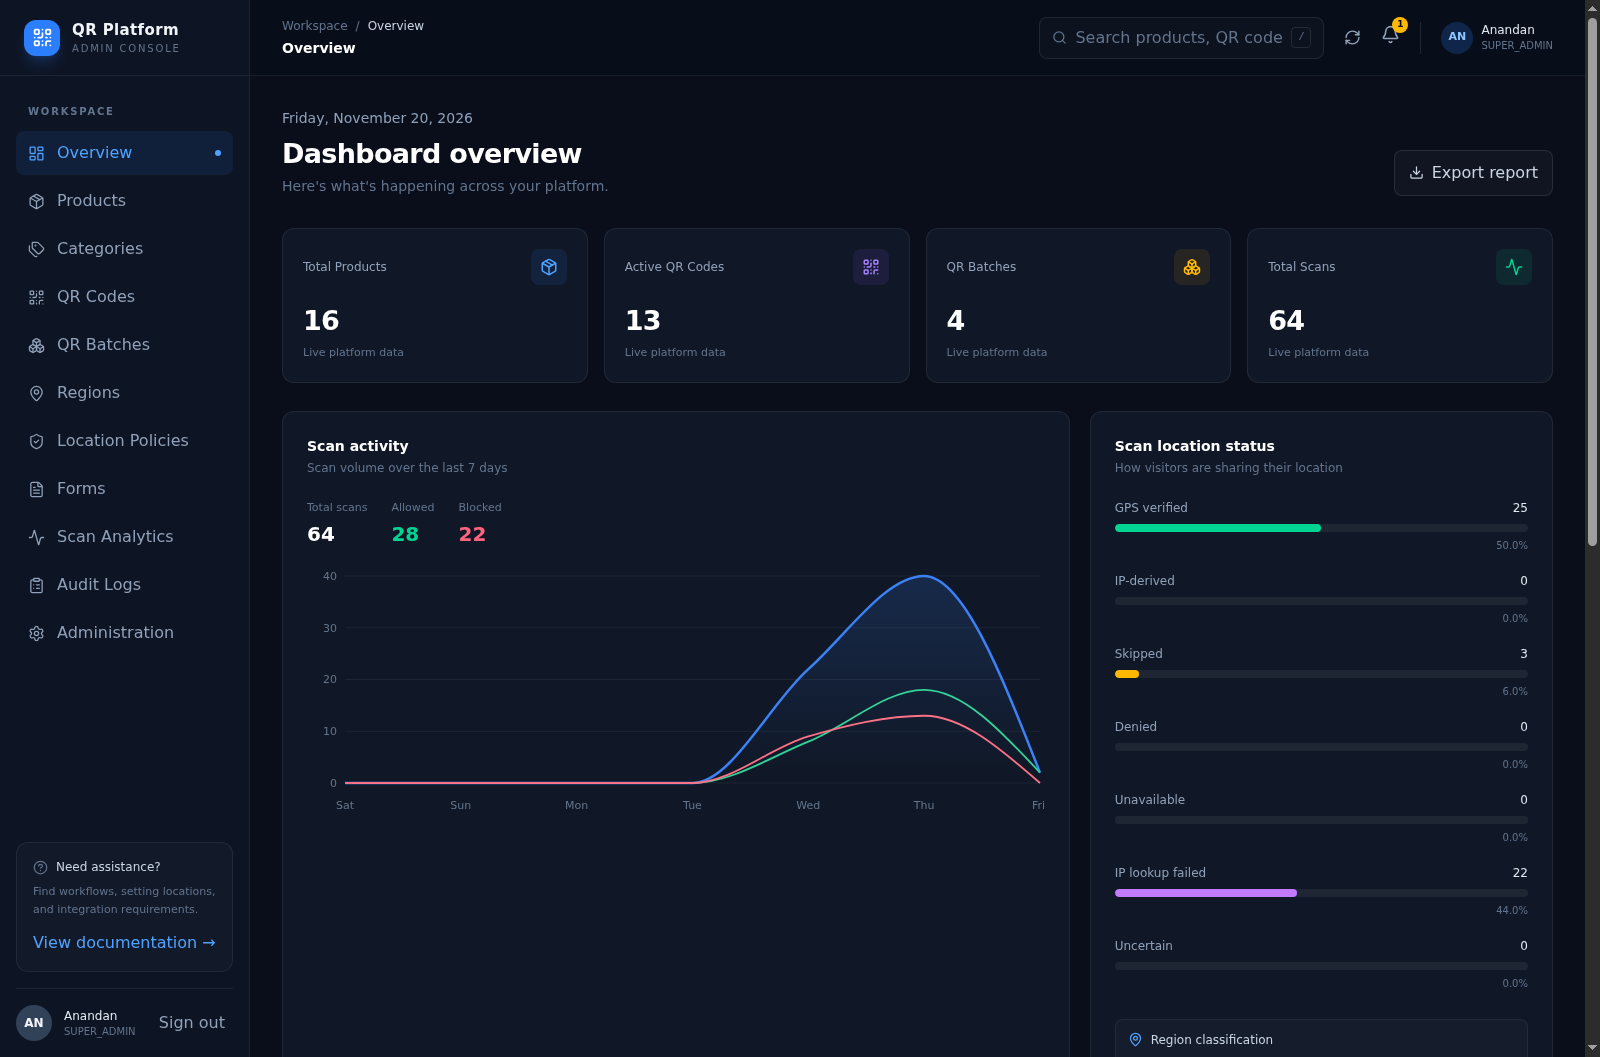 QR Platform
ADMIN CONSOLE
WORKSPACE
Overview
Products
Categories
QR Codes
QR Batches
Regions
Location Policies
Forms
Scan Analytics
Audit Logs
Administration
Need assistance?
Find workflows, setting locations,
and integration requirements.
View documentation →
AN
Anandan
SUPER_ADMIN
Sign out
Workspace / Overview
Overview
Search products, QR code
/
1
AN
Anandan
SUPER_ADMIN
Friday, November 20, 2026
Dashboard overview
Here's what's happening across your platform.
Export report
Total Products
16
Live platform data
Active QR Codes
13
Live platform data
QR Batches
4
Live platform data
Total Scans
64
Live platform data
Scan activity
Scan volume over the last 7 days
Total scans Allowed Blocked
64 28 22
40
30
20
10
0
Sat Sun Mon Tue Wed Thu Fri
Scan location status
How visitors are sharing their location
GPS verified 25
50.0%
IP-derived 0
0.0%
Skipped 3
6.0%
Denied 0
0.0%
Unavailable 0
0.0%
IP lookup failed 22
44.0%
Uncertain 0
0.0%
Region classification